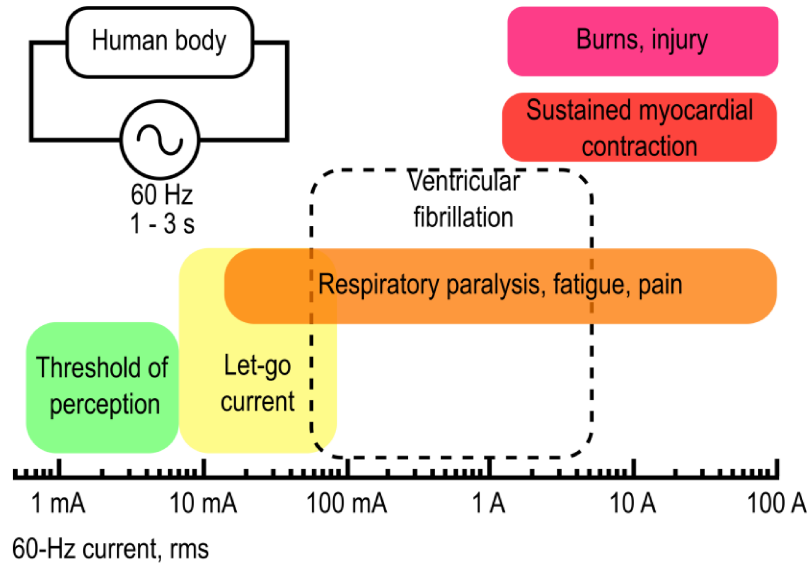 Human body
60 Hz
1 - 3 s
Burns, injury
Sustained myocardial
contraction
Ventricular
fibrillation
Respiratory paralysis, fatigue, pain
Threshold of
perception
Let-go
current
1 mA
10 mA
100 mA
1 A
10 A
100 A
60-Hz current, rms